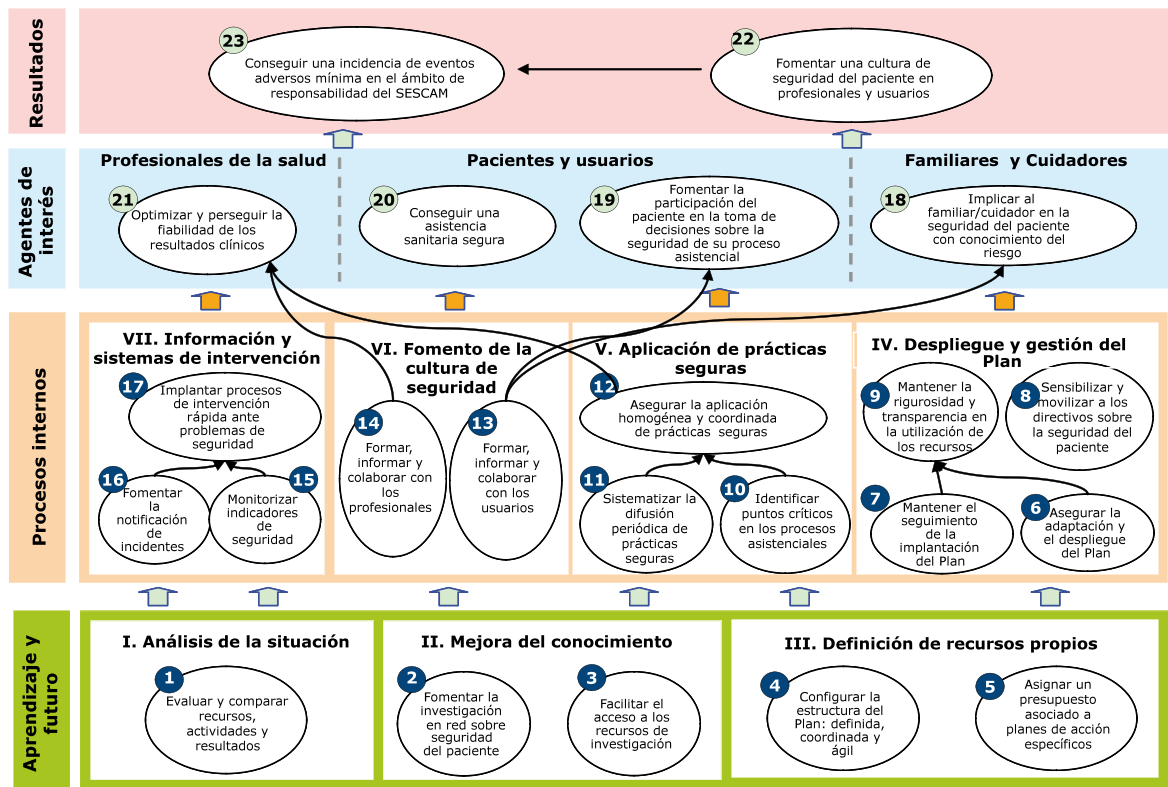 Resultados
23
Conseguir una incidencia de eventos
adversos mínima en el ámbito de
responsabilidad del SESCAM
22
Fomentar una cultura de
seguridad del paciente en
profesionales y usuarios
Agentes de
interés
Profesionales de la salud
Pacientes y usuarios
Familiares y Cuidadores
21
Optimizar y perseguir la
fiabilidad de los
resultados clínicos
20
Conseguir una
asistencia
sanitaria segura
19
Fomentar la
participación del
paciente en la toma de
decisiones sobre la
seguridad de su proceso
asistencial
18
Implicar al
familiar/cuidador en la
seguridad del paciente
con conocimiento del
riesgo
Procesos internos
VII. Información y
sistemas de intervención
17
Implantar procesos
de intervención
rápida ante
problemas de
seguridad
16
Fomentar
la
notificación
de
incidentes
15
Monitorizar
indicadores
de
seguridad
VI. Fomento de la
cultura de
seguridad
14
Formar,
informar y
colaborar con
los
profesionales
13
Formar,
informar y
colaborar
con los
usuarios
V. Aplicación de prácticas
seguras
12
Asegurar la aplicación
homogénea y coordinada
de prácticas seguras
11
Sistematizar la
difusión
periódica de
prácticas
seguras
10
Identificar
puntos críticos
en los procesos
asistenciales
IV. Despliegue y gestión del
Plan
9
Mantener la
rigurosidad y
transparencia en
la utilización de
los recursos
8
Sensibilizar y
movilizar a los
directivos sobre
la seguridad del
paciente
7
Mantener el
seguimiento
de la
implantación
del Plan
6
Asegurar la
adaptación y
el despliegue
del Plan
Aprendizaje y
futuro
I. Análisis de la situación
1
Evaluar y comparar
recursos,
actividades y
resultados
II. Mejora del conocimiento
2
Fomentar la
investigación
en red sobre
seguridad
del paciente
3
Facilitar el
acceso a los
recursos de
investigación
III. Definición de recursos propios
4
Configurar la
estructura del
Plan: definida,
coordinada y
ágil
5
Asignar un
presupuesto
asociado a
planes de acción
específicos